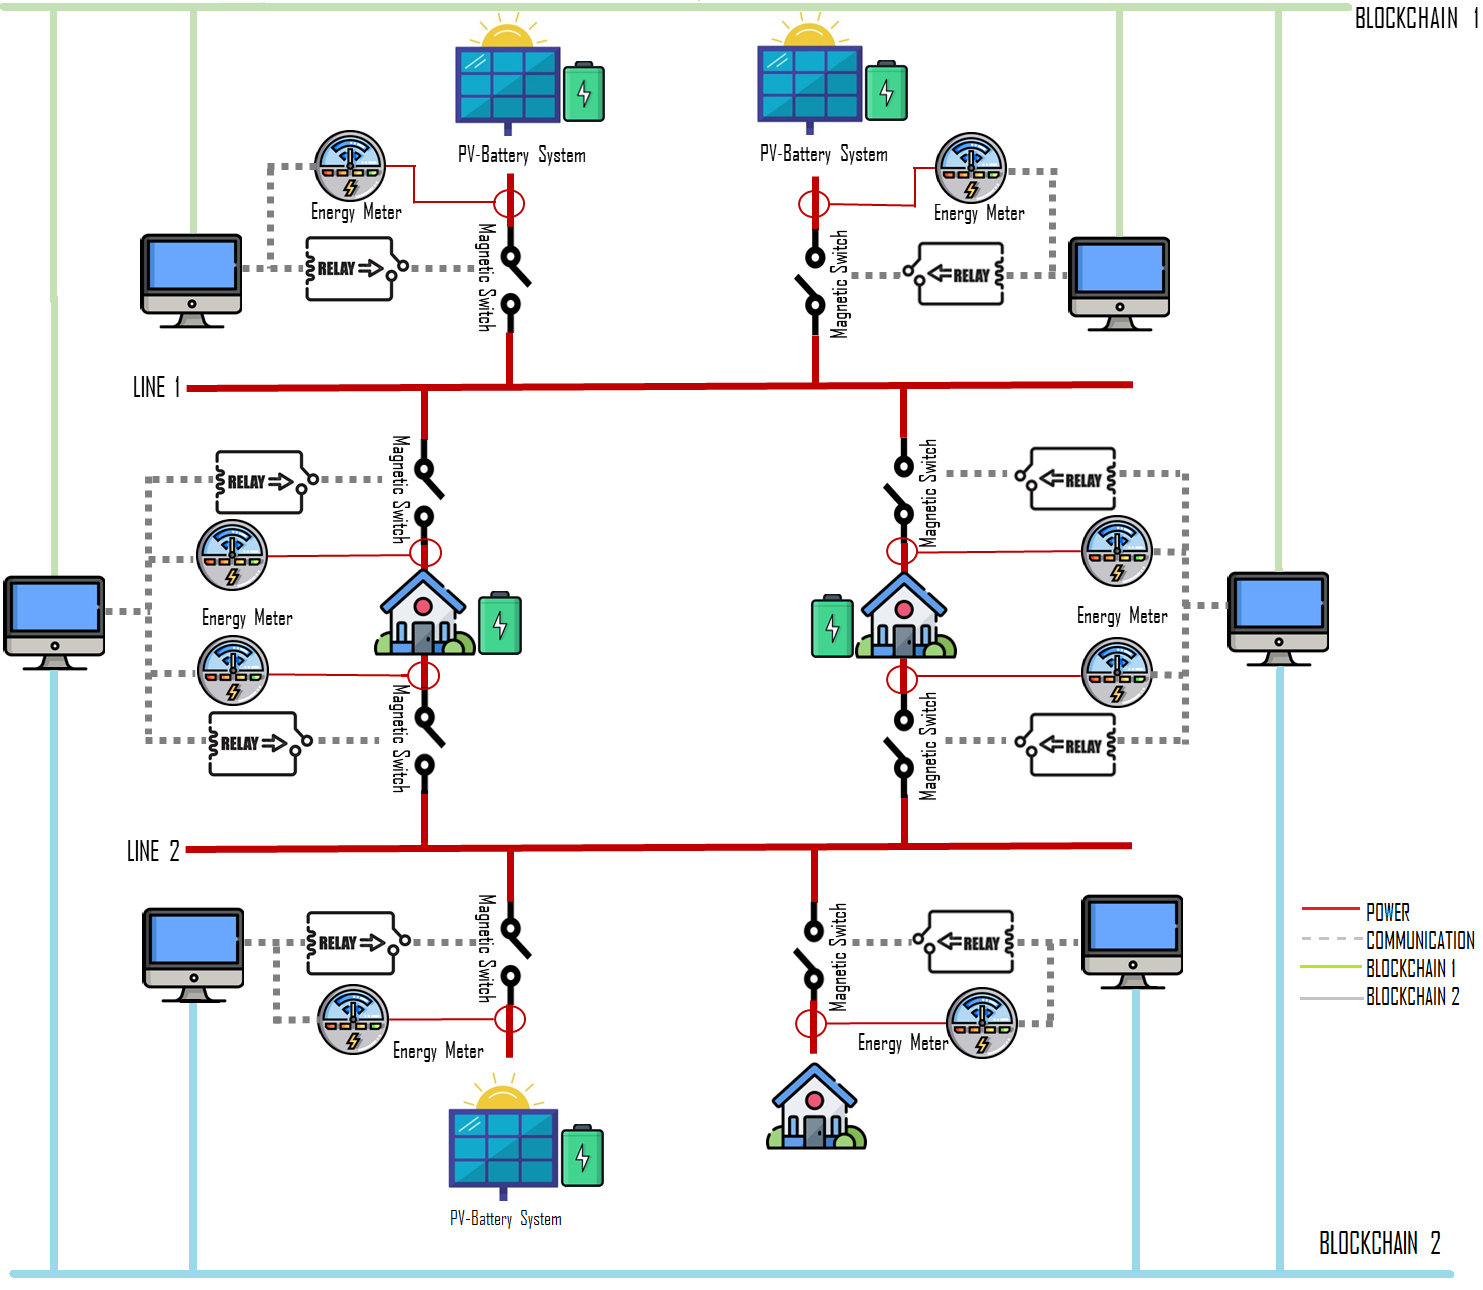 BLOCKCHAIN 1
PV-Battery System
PV-Battery System
Energy Meter
Energy Meter
Magnetic Switch
Magnetic Switch
RELAY
RELAY
LINE 1
Magnetic Switch
Magnetic Switch
RELAY
RELAY
Energy Meter
Energy Meter
Magnetic Switch
Magnetic Switch
RELAY
RELAY
LINE 2
Magnetic Switch
Magnetic Switch
RELAY
RELAY
Energy Meter
Energy Meter
POWER
COMMUNICATION
BLOCKCHAIN 1
BLOCKCHAIN 2
PV-Battery System
BLOCKCHAIN 2